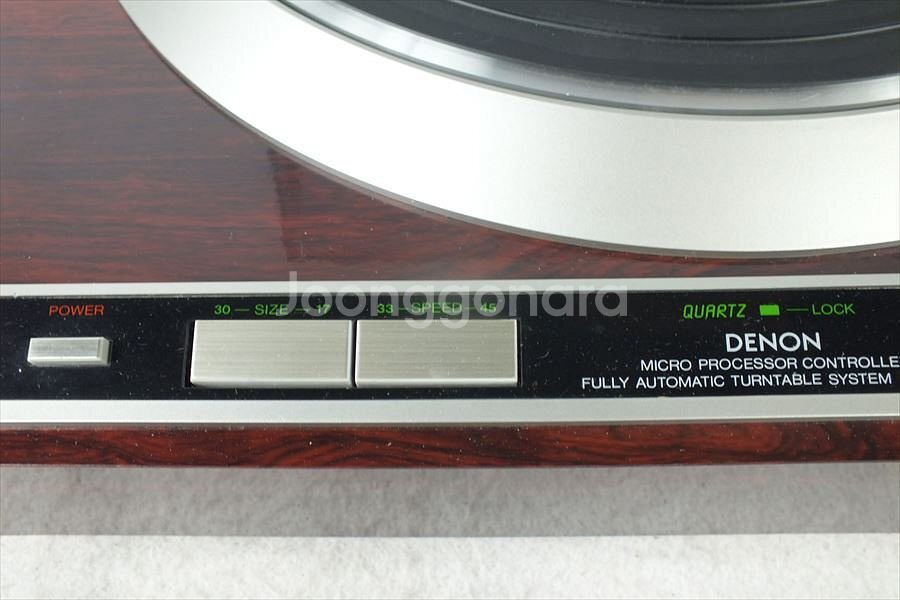 POWER
30 — SIZE — 17
33 — SPEED — 45
QUARTZ — LOCK
DENON
MICRO PROCESSOR CONTROLLE
FULLY AUTOMATIC TURNTABLE SYSTEM
Joonggonara